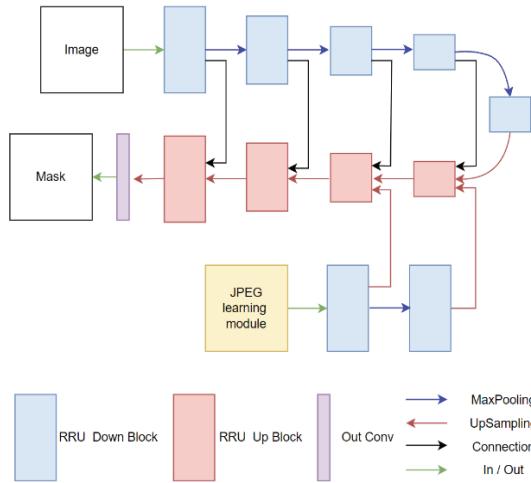 Image
Mask
JPEG
learning
module
RRU Down Block
RRU Up Block
Out Conv
MaxPooling
UpSampling
Connection
In / Out